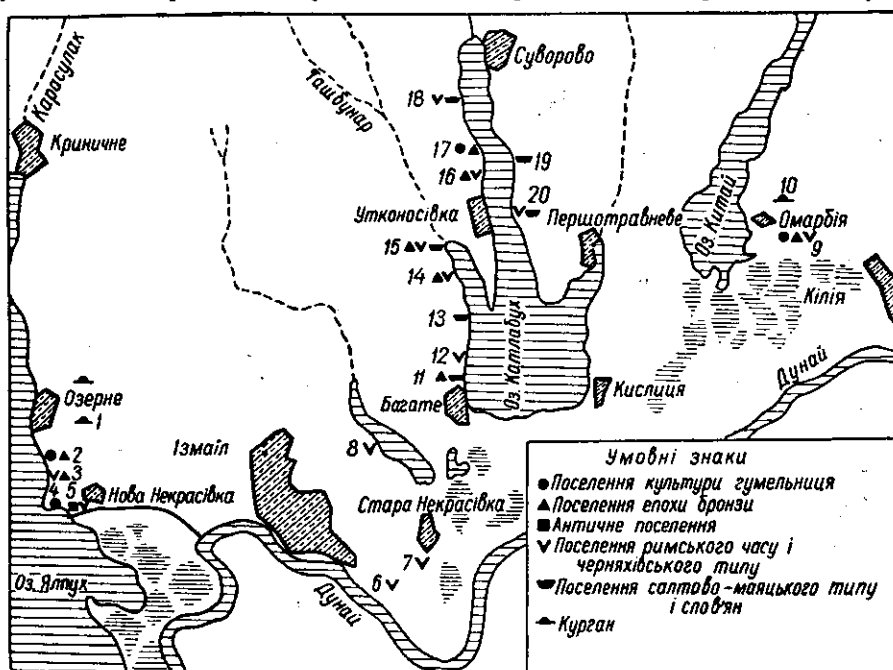 Суворово
Карасулак
Ташбунар
Криничне
18
17
16
19
20
10
Оз. Китай
Омарбія
9
Утконосівка
Першотравневе
15
14
Кілія
13
Оз. Катлабух
12
11
Дунай
Озерне
1
Багате
Кислиця
Ізмаїл
8
2
3
4 5
Нова Некрасівка
Стара Некрасівка
7
6
Оз. Ялпух
Дунай
Умовні знаки
Поселення культури гумельниця
Поселення епохи бронзи
Античне поселення
Поселення римського часу і
черняхівського типу
Поселення салтово-маяцького типу
і слов'ян
Курган